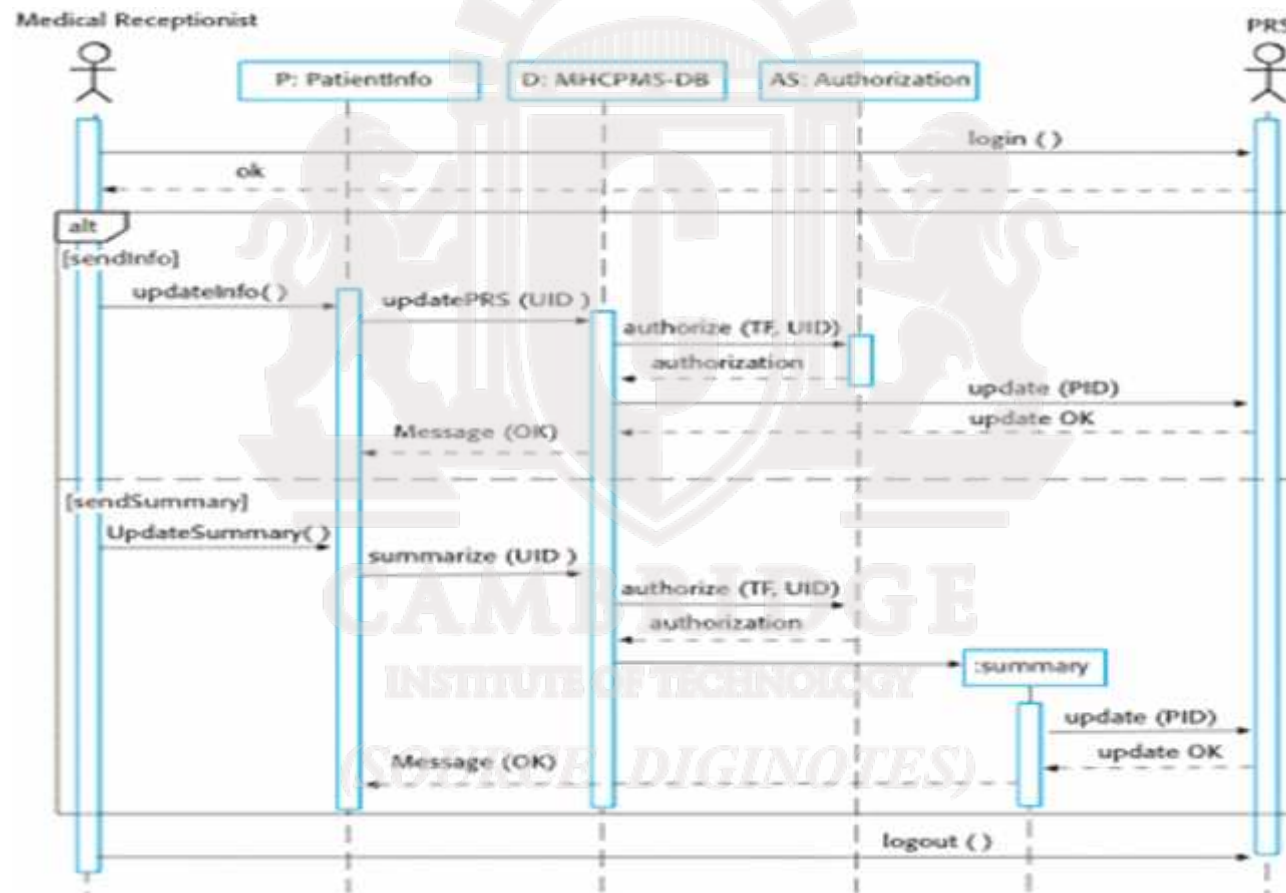 Medical Receptionist
PRS
P: PatientInfo
D: MHCPMS-DB
AS: Authorization
login ( )
ok
alt
[sendInfo]
updateInfo( )
updatePRS (UID )
authorize (TF, UID)
authorization
update (PID)
update OK
Message (OK)
[sendSummary]
UpdateSummary( )
summarize (UID )
authorize (TF, UID)
authorization
:summary
update (PID)
update OK
Message (OK)
logout ( )
CAMBRIDGE
INSTITUTE OF TECHNOLOGY
(SOURCE DIGINOTES)